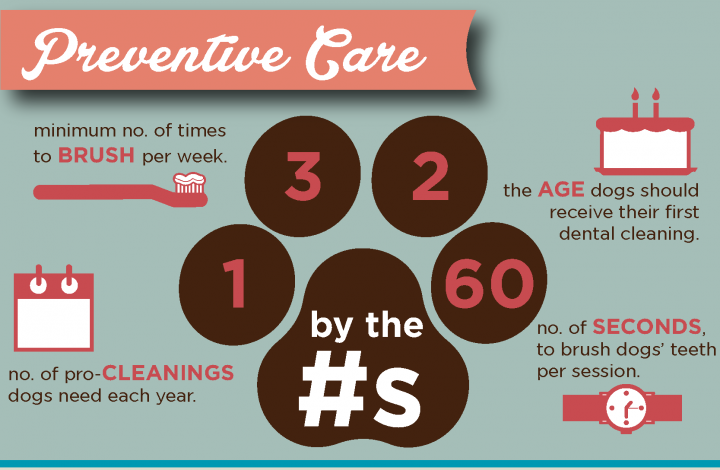 Preventive Care
minimum no. of times
to BRUSH per week.
3
2
the AGE dogs should
receive their first
dental cleaning.
1
60
no. of pro-CLEANINGS
dogs need each year.
by the
#s
no. of SECONDS,
to brush dogs' teeth
per session.